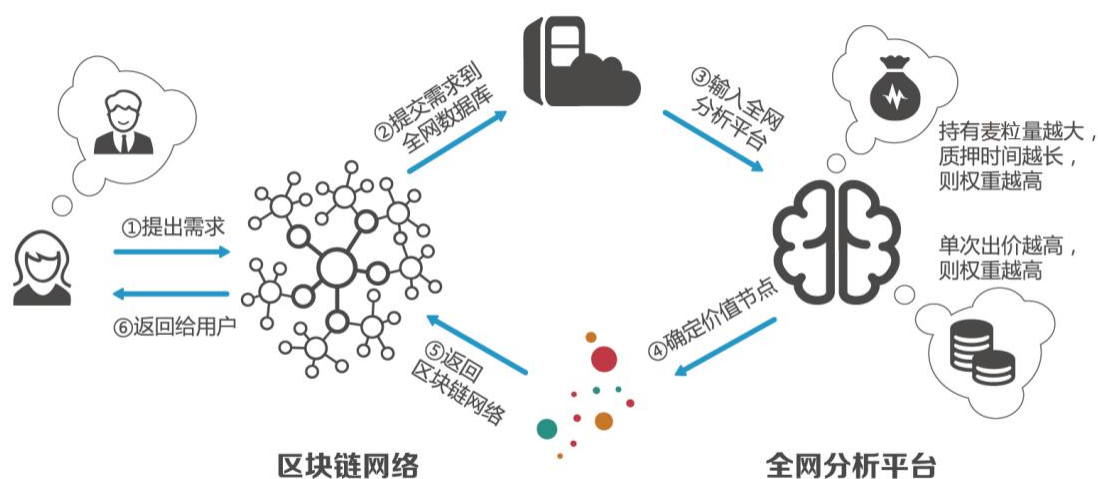 ①提出需求
⑥返回给用户
②提交需求到
全网数据库
③输入全网
分析平台
持有麦粒量越大，
质押时间越长，
则权重越高
单次出价越高，
则权重越高
④确定价值节点
⑤返回
区块链网络
区块链网络
全网分析平台